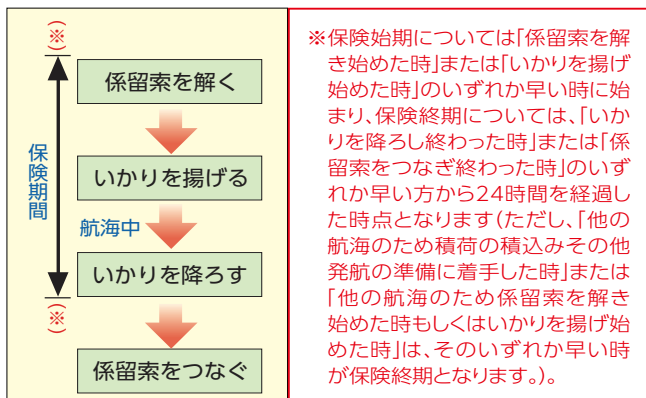 (※)
係留索を解く
いかりを揚げる
保険期間
航海中
いかりを降ろす
(※)
係留索をつなぐ
※保険始期については「係留索を解
き始めた時」または「いかりを揚げ
始めた時」のいずれか早い時に始
まり、保険終期については、「いか
りを降ろし終わった時」または「係
留索をつなぎ終わった時」のいず
れか早い方から24時間を経過し
た時点となります(ただし、「他の
航海のため積荷の積込みその他
発航の準備に着手した時」または
「他の航海のため係留索を解き
始めた時もしくはいかりを揚げ始
めた時」は、そのいずれか早い時
が保険終期となります。)。